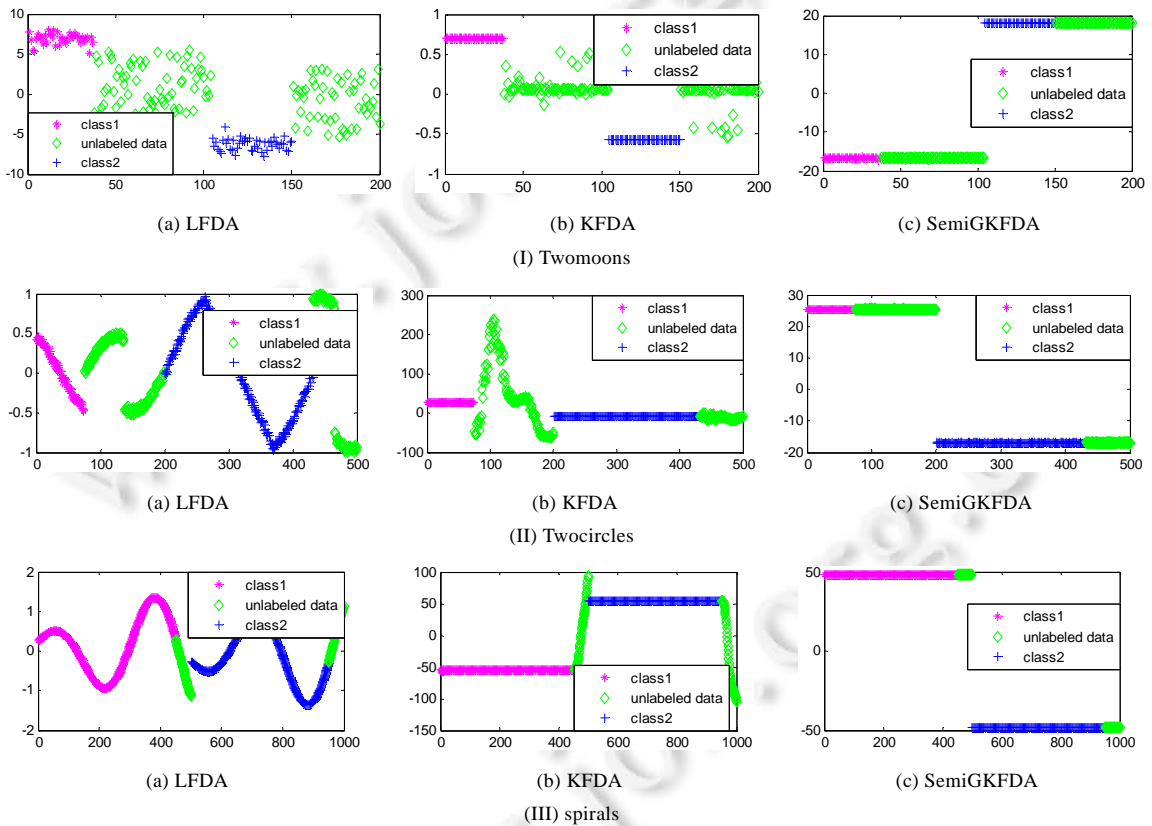 10
5
0
-5
-10
class1
unlabeled data
class2
0 50 100 150 200
(a) LFDA
1
0.5
0
-0.5
-1
class1
unlabeled data
class2
0 50 100 150 200
(b) KFDA
20
10
0
-10
-20
class1
unlabeled data
class2
0 50 100 150 200
(c) SemiGKFDA
(I) Twomoons
1
0.5
0
-0.5
-1
class1
unlabeled data
class2
0 100 200 300 400 500
(a) LFDA
300
200
100
0
-100
class1
unlabeled data
class2
0 100 200 300 400 500
(b) KFDA
30
20
10
0
-10
-20
class1
unlabeled data
class2
0 100 200 300 400 500
(c) SemiGKFDA
(II) Twocircles
2
1
0
-1
-2
class1
unlabeled data
class2
0 200 400 600 800 1000
(a) LFDA
100
50
0
-50
-100
-150
class1
unlabeled data
class2
0 200 400 600 800 1000
(b) KFDA
50
0
-50
class1
unlabeled data
class2
0 200 400 600 800 1000
(c) SemiGKFDA
(III) spirals